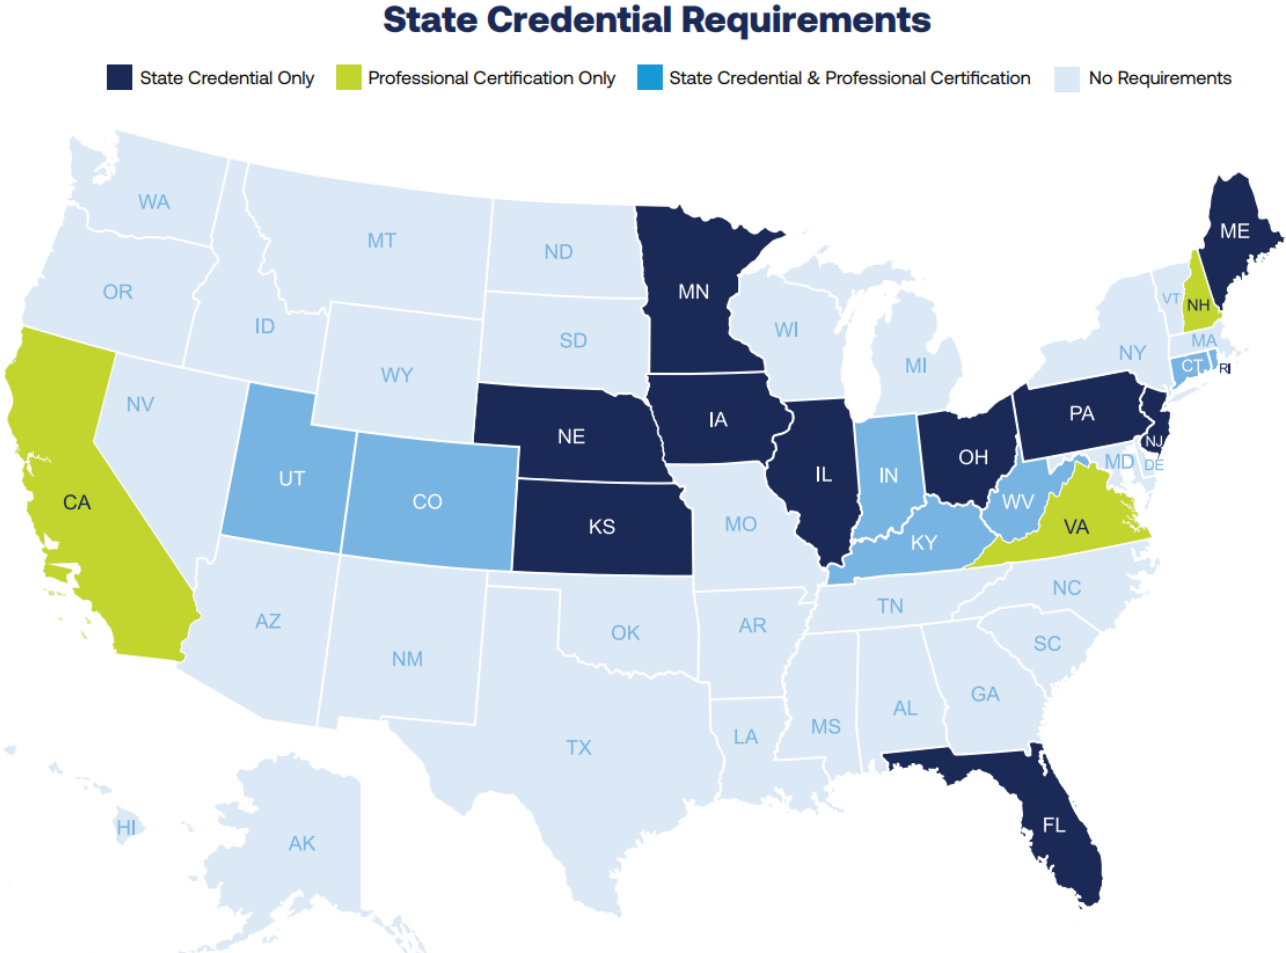 State Credential Requirements
State Credential Only Professional Certification Only State Credential & Professional Certification No Requirements
WA
MT
ND
MN
ME
OR
ID
SD
WI
VT
NH
WY
MI
NY
MA
NV
NE
IA
PA
CT
RI
UT
CO
IL
IN
OH
NJ
CA
KS
MO
WV
MD
DE
KY
VA
AZ
NM
OK
AR
TN
NC
SC
TX
LA
MS
AL
GA
HI
AK
FL